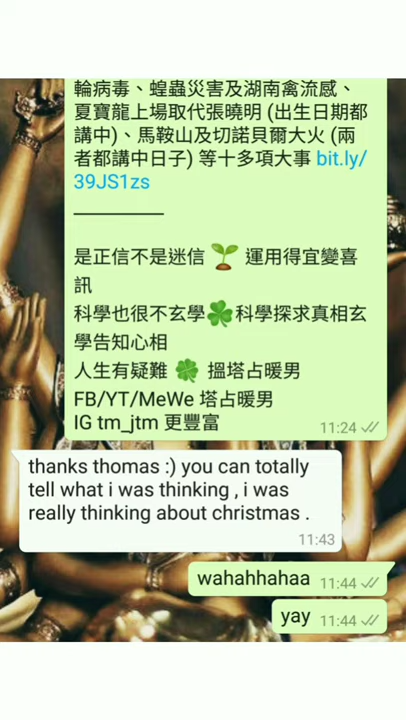 輪病毒、蝗蟲災害及湖南禽流感、
夏寶龍上場取代張曉明 (出生日期都
講中)、馬鞍山及切諾貝爾大火 (兩
者都講中日子) 等十多項大事 bit.ly/
39JS1zs
——————
是正信不是迷信 🌱 運用得宜變喜
訊
科學也很不玄學🍀科學探求真相玄
學告知心相
人生有疑難 🍀 搵塔占暖男
FB/YT/MeWe 塔占暖男
IG tm_jtm 更豐富
11:24
thanks thomas :) you can totally
tell what i was thinking , i was
really thinking about christmas .
11:43
wahahhahaa 11:44
yay 11:44